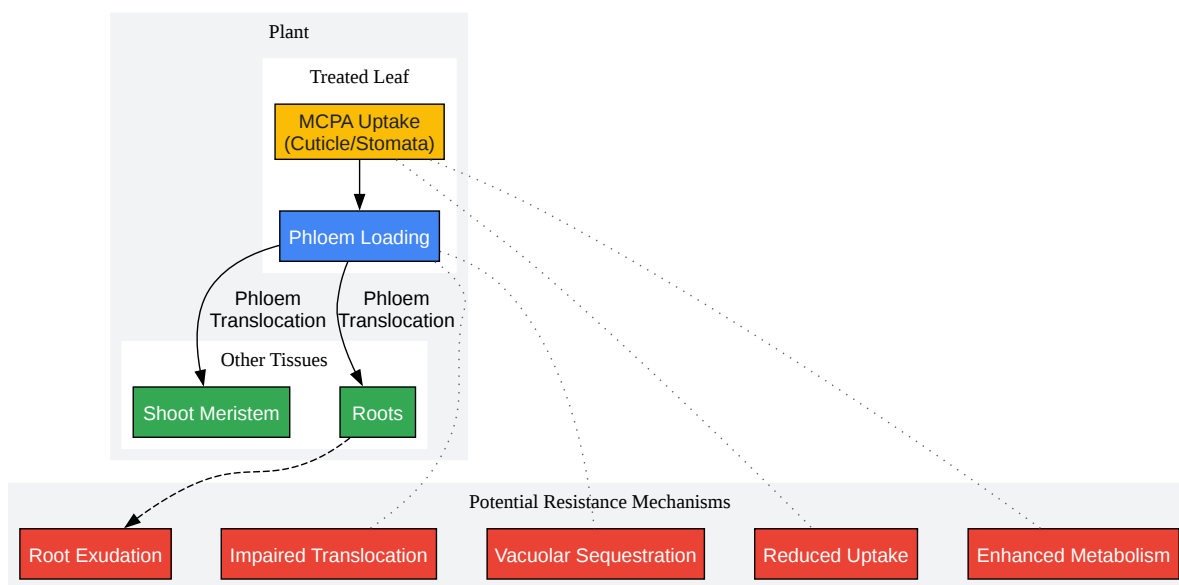 Plant
Treated Leaf
MCPA Uptake
(Cuticle/Stomata)
Phloem Loading
Phloem
Translocation
Phloem
Translocation
Other Tissues
Shoot Meristem
Roots
Potential Resistance Mechanisms
Root Exudation
Impaired Translocation
Vacuolar Sequestration
Reduced Uptake
Enhanced Metabolism